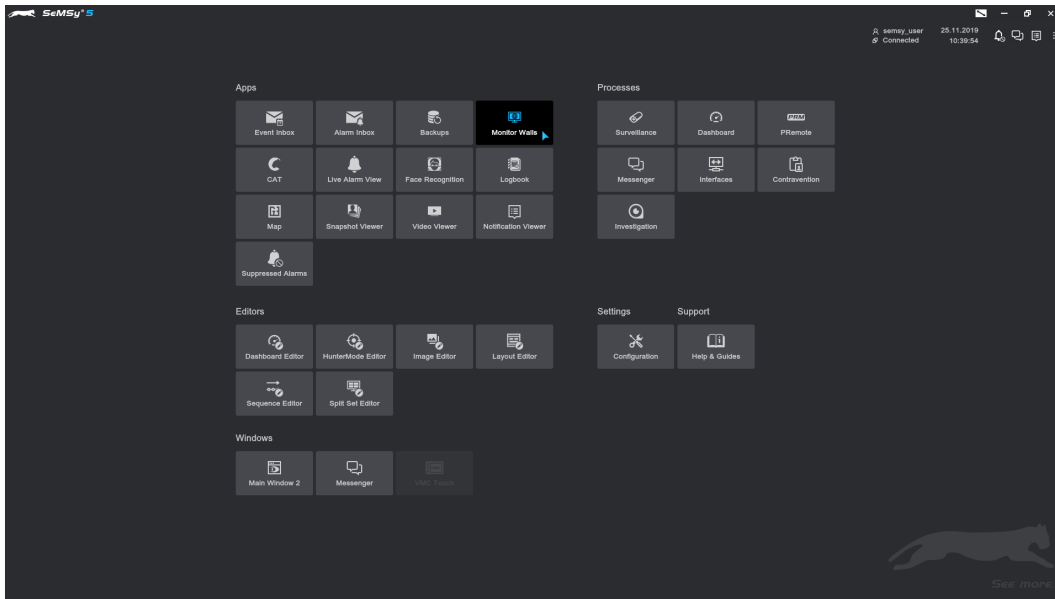 SeMSy® 5
semsy_user 25.11.2019
Connected 10:39:54
Apps
Event Inbox Alarm Inbox Backups Monitor Walls
CAT Live Alarm View Face Recognition Logbook
Map Snapshot Viewer Video Viewer Notification Viewer
Suppressed Alarms
Processes
Surveillance Dashboard PRM PRemote
Messenger Interfaces Contravention
Investigation
Editors
Dashboard Editor HunterMode Editor Image Editor Layout Editor
Sequence Editor Split Set Editor
Settings Support
Configuration Help & Guides
Windows
Main Window 2 Messenger VMC Touch
See more